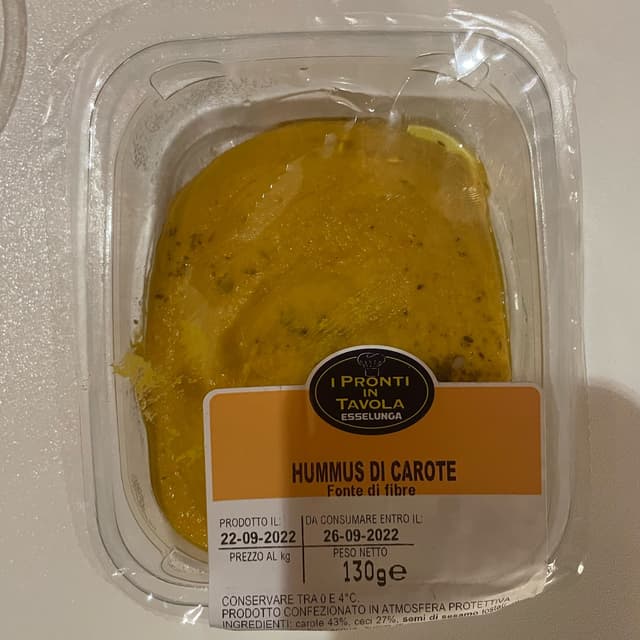 I PRONTI
IN
TAVOLA
ESSELUNGA
HUMMUS DI CAROTE
Fonte di fibre
PRODOTTO IL: DA CONSUMARE ENTRO IL:
22-09-2022 26-09-2022
PREZZO AL kg PESO NETTO
130g℮
CONSERVARE TRA 0 E 4°C.
PRODOTTO CONFEZIONATO IN ATMOSFERA PROTETTIVA
INGREDIENTI: carote 43%, ceci 27%, semi di sesamo